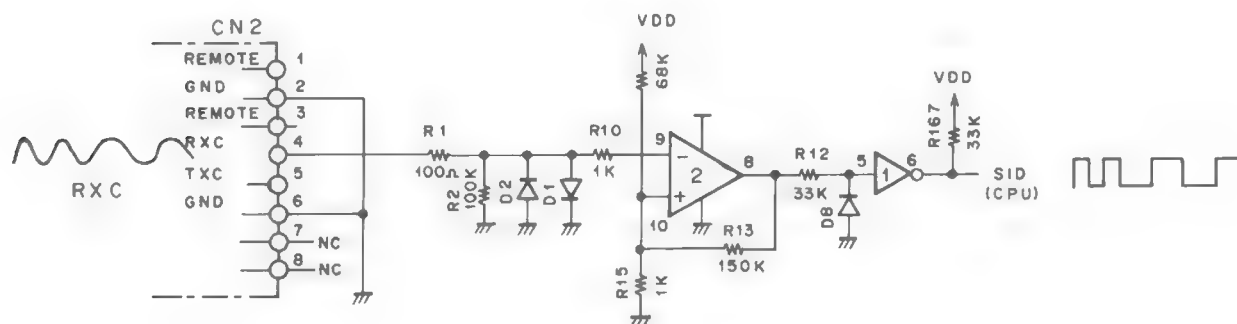 CN2
REMOTE 1
GND 2
REMOTE 3
RXC 4
TXC 5
GND 6
7 NC
8 NC
RXC
R1
100Ω
R2
100K
D2
D1
R10
1K
VDD
68K
9
-
+
10
2
8
R13
150K
R15
1K
R12
33K
5
D8
1
6
VDD
R167
33K
SID
(CPU)